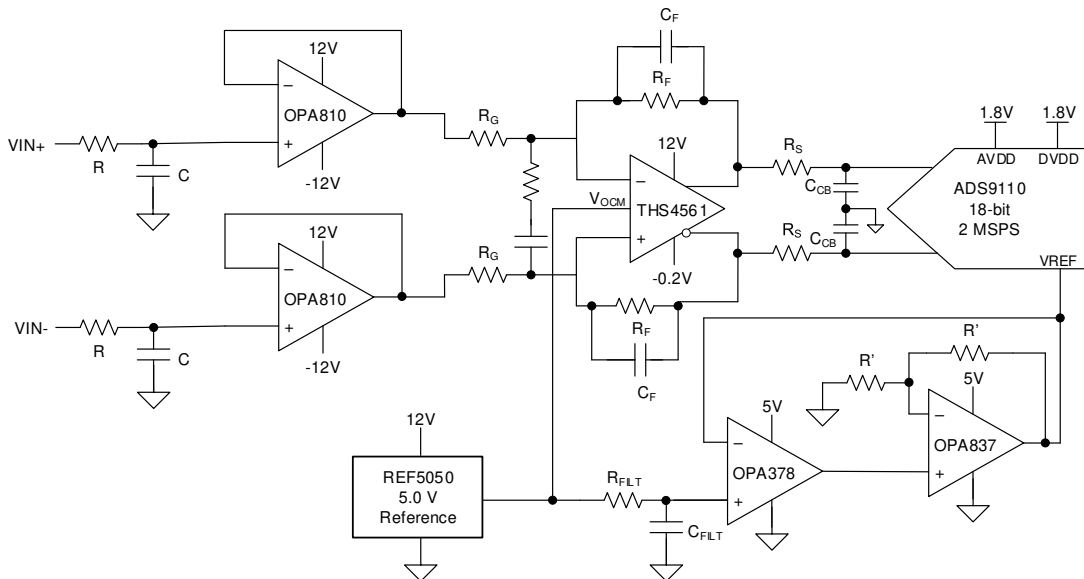 CF
12V
RF
OPA810
RG
VIN+
R
C
-12V
12V
1.8V
1.8V
AVDD
DVDD
RS
CCB
VOCM
THS4561
ADS9110
18-bit
2 MSPS
12V
RG
RS
CCB
-0.2V
VREF
OPA810
VIN-
R
C
-12V
RF
CF
R'
R'
5V
5V
12V
OPA837
REF5050
5.0 V
Reference
RFILT
OPA378
CFILT